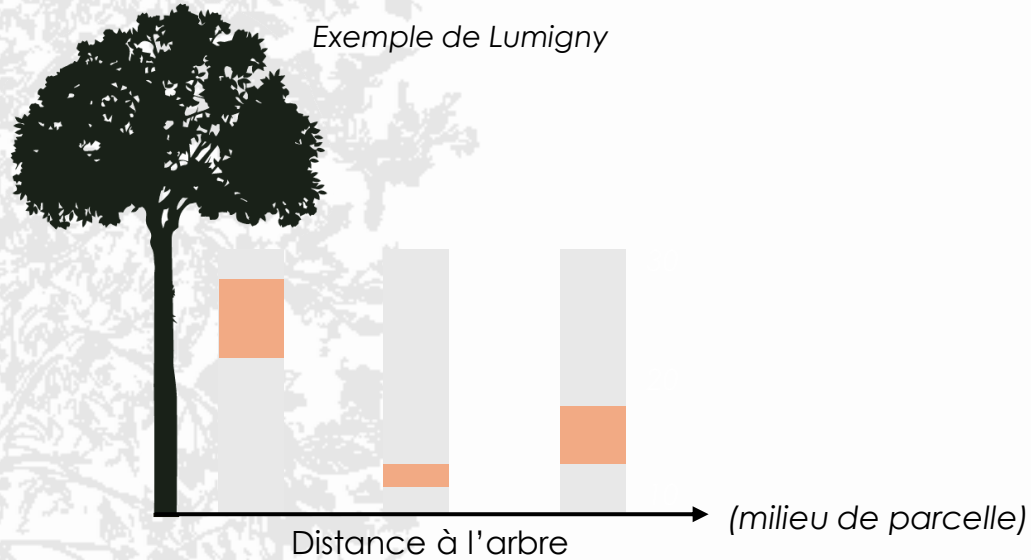 Exemple de Lumigny
(milieu de parcelle)
Distance à l’arbre